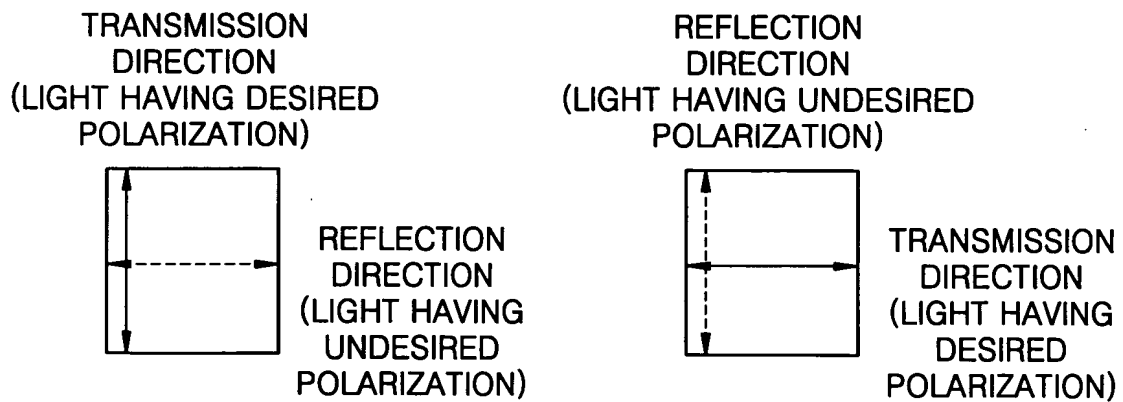 TRANSMISSION
DIRECTION
(LIGHT HAVING DESIRED
POLARIZATION)
REFLECTION
DIRECTION
(LIGHT HAVING
UNDESIRED
POLARIZATION)
REFLECTION
DIRECTION
(LIGHT HAVING UNDESIRED
POLARIZATION)
TRANSMISSION
DIRECTION
(LIGHT HAVING
DESIRED
POLARIZATION)